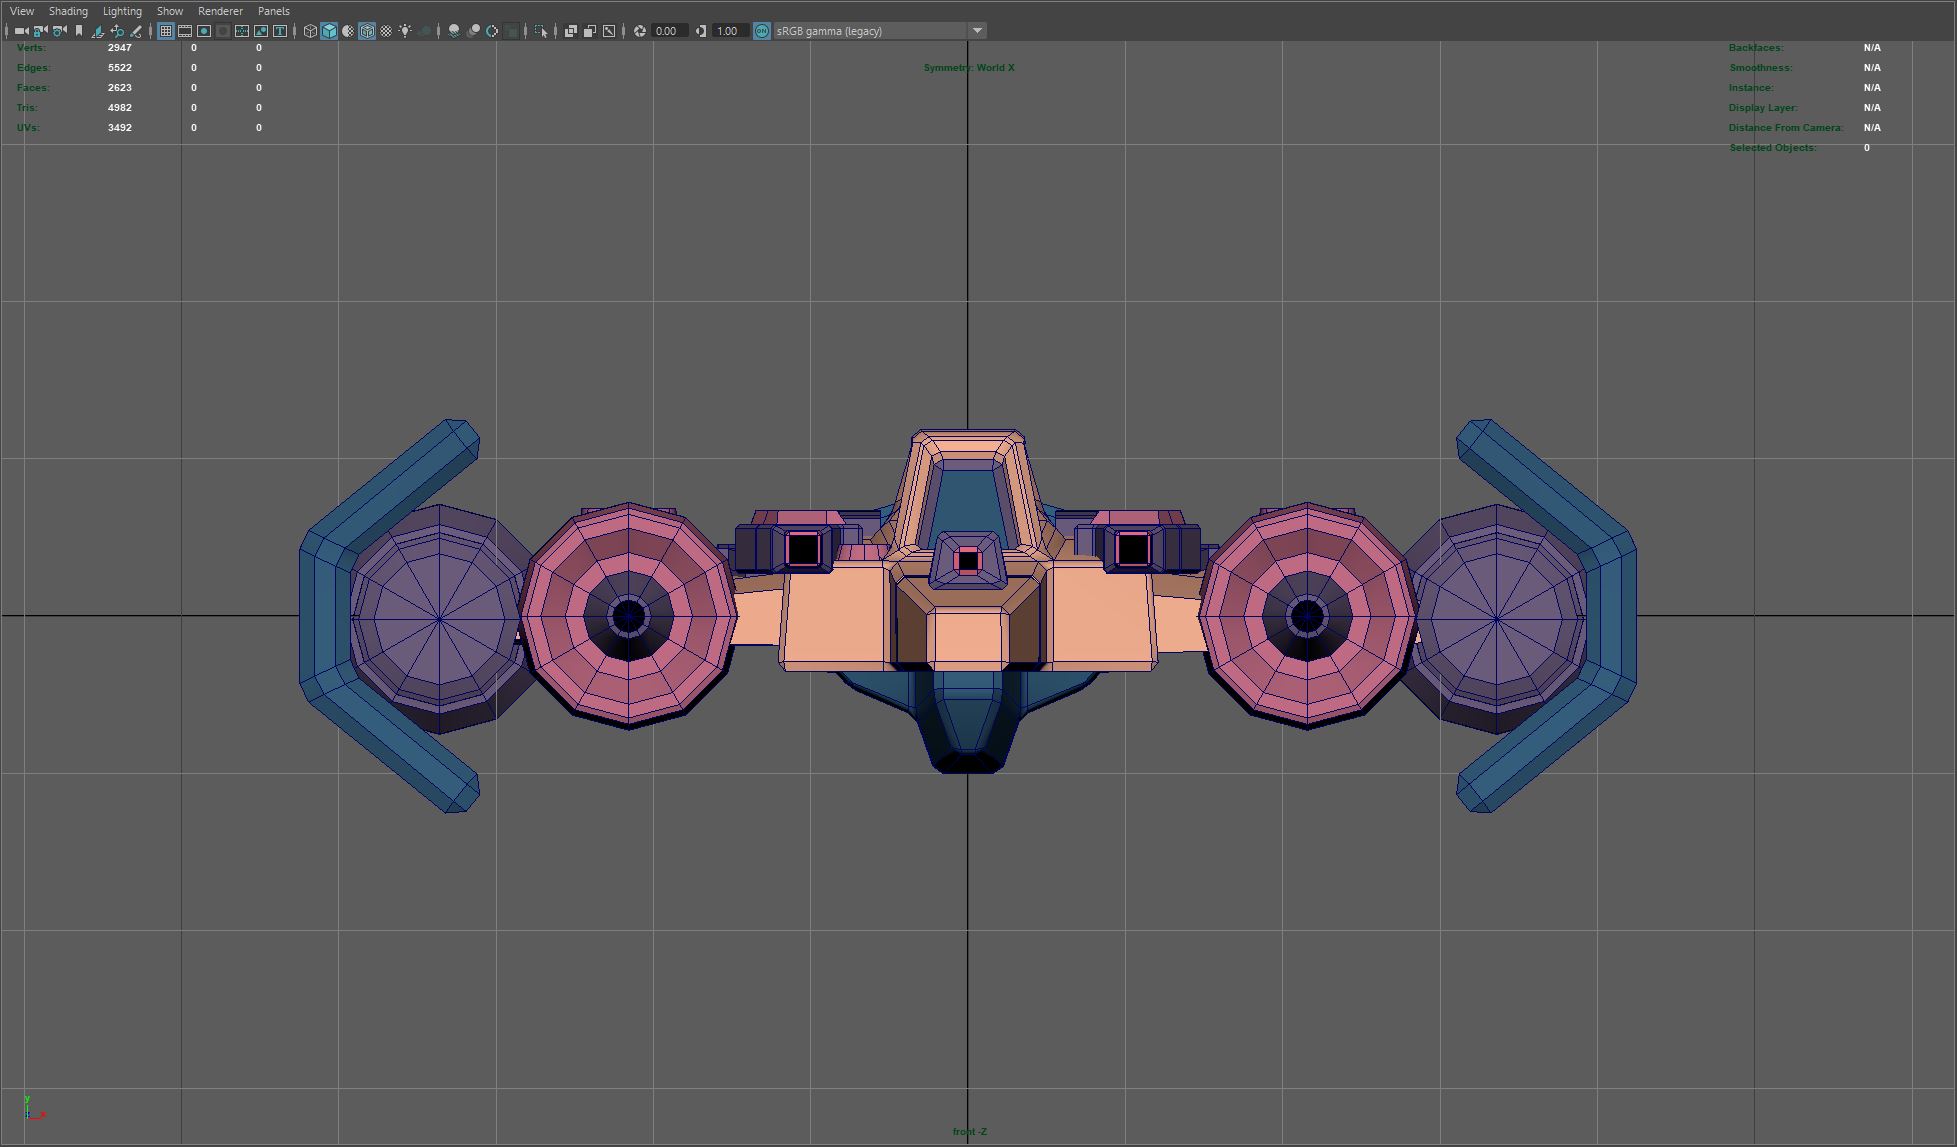 View Shading Lighting Show Renderer Panels
0.00 1.00 ON sRGB gamma (legacy)
Verts: 2947 0 0
Edges: 5522 0 0
Faces: 2623 0 0
Tris: 4982 0 0
UVs: 3492 0 0
Symmetry: World X
Backfaces: N/A
Smoothness: N/A
Instance: N/A
Display Layer: N/A
Distance From Camera: N/A
Selected Objects: 0
y
z x
front -Z